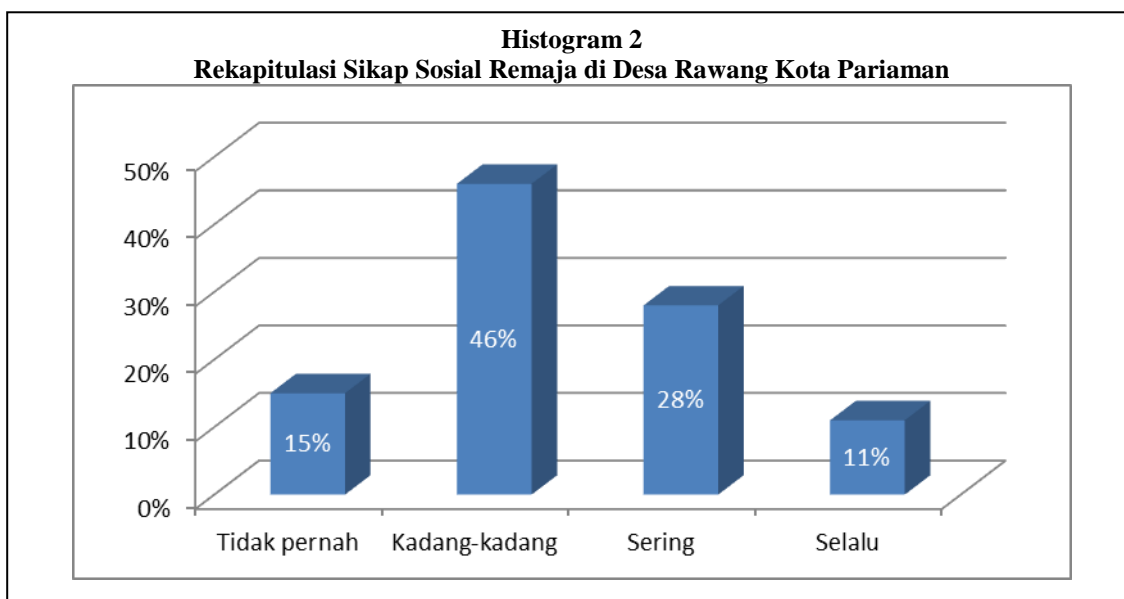 Histogram 2
Rekapitulasi Sikap Sosial Remaja di Desa Rawang Kota Pariaman
50%
40%
30%
20%
10%
0%
15%
46%
28%
11%
Tidak pernah
Kadang-kadang
Sering
Selalu